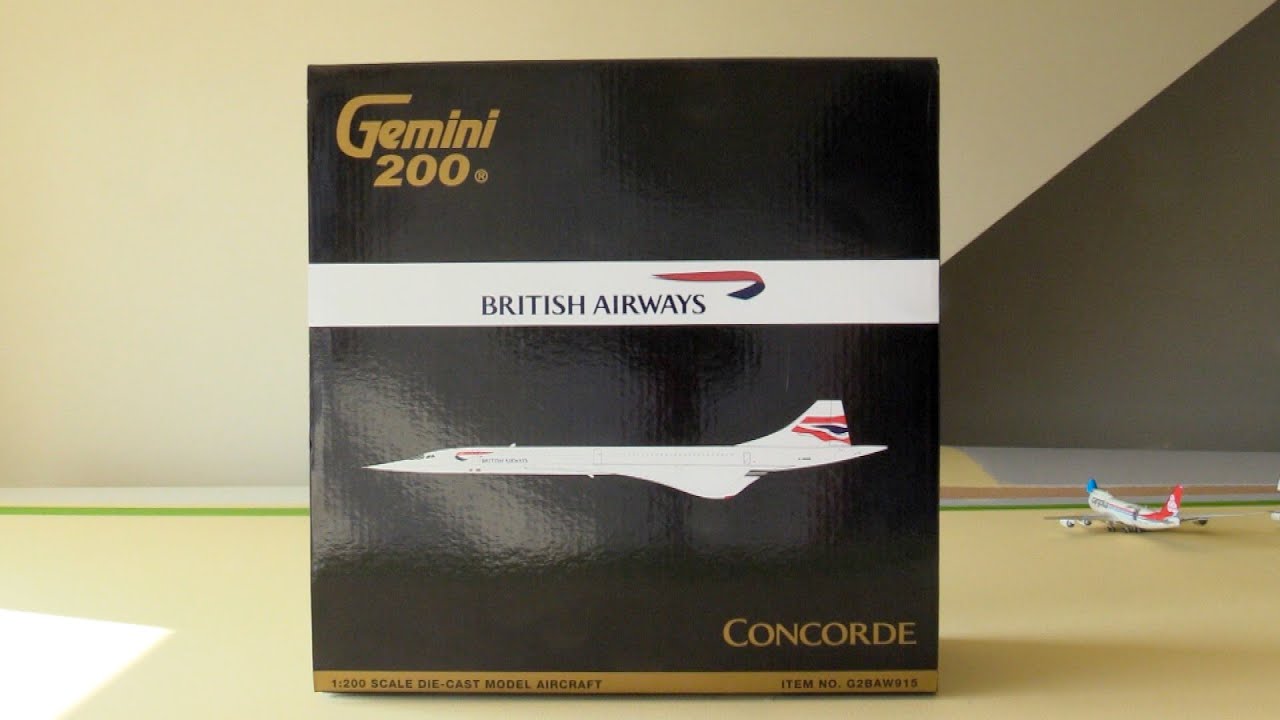 Gemini
200®
BRITISH AIRWAYS
BRITISH AIRWAYS
CONCORDE
1:200 SCALE DIE-CAST MODEL AIRCRAFT
ITEM NO. G2BAW915